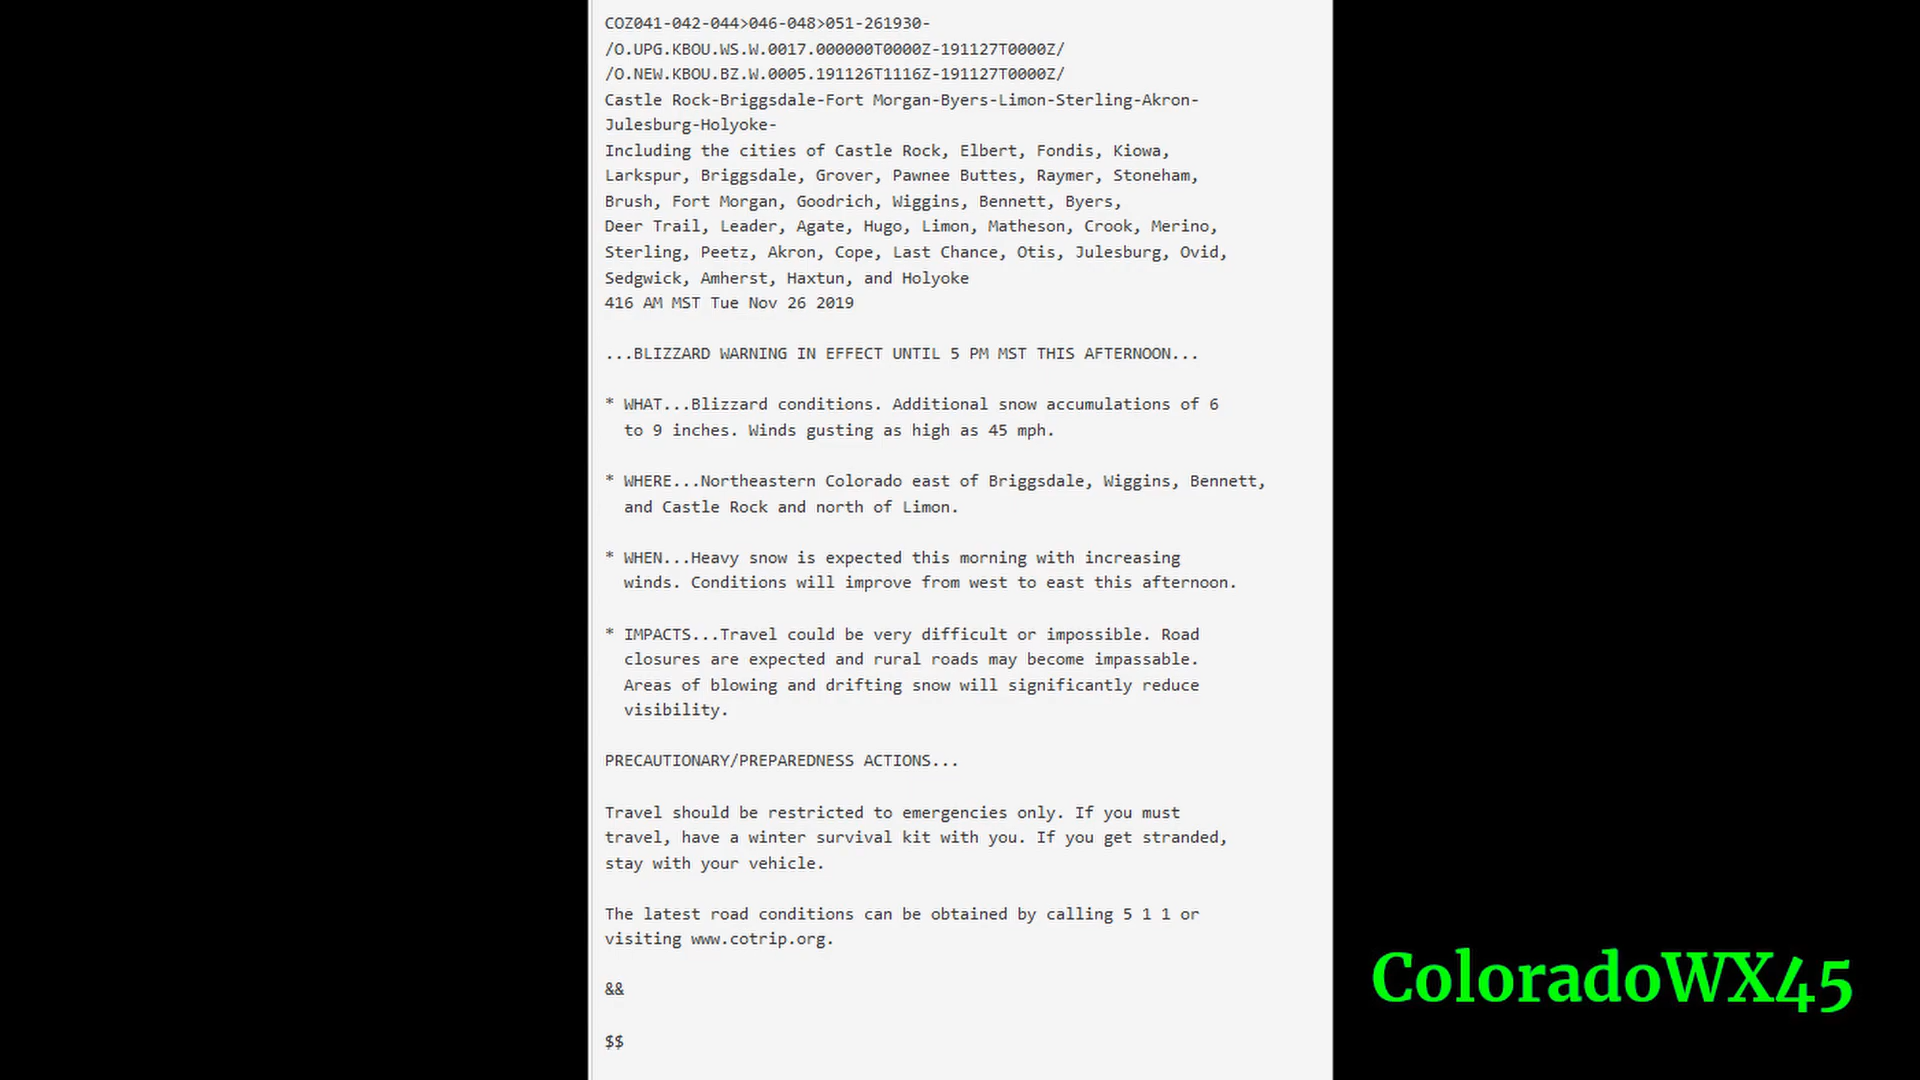 COZ041-042-044>046-048>051-261930-
/O.UPG.KBOU.WS.W.0017.000000T0000Z-191127T0000Z/
/O.NEW.KBOU.BZ.W.0005.191126T1116Z-191127T0000Z/
Castle Rock-Briggsdale-Fort Morgan-Byers-Limon-Sterling-Akron-
Julesburg-Holyoke-
Including the cities of Castle Rock, Elbert, Fondis, Kiowa,
Larkspur, Briggsdale, Grover, Pawnee Buttes, Raymer, Stoneham,
Brush, Fort Morgan, Goodrich, Wiggins, Bennett, Byers,
Deer Trail, Leader, Agate, Hugo, Limon, Matheson, Crook, Merino,
Sterling, Peetz, Akron, Cope, Last Chance, Otis, Julesburg, Ovid,
Sedgwick, Amherst, Haxtun, and Holyoke
416 AM MST Tue Nov 26 2019
...BLIZZARD WARNING IN EFFECT UNTIL 5 PM MST THIS AFTERNOON...
* WHAT...Blizzard conditions. Additional snow accumulations of 6
to 9 inches. Winds gusting as high as 45 mph.
* WHERE...Northeastern Colorado east of Briggsdale, Wiggins, Bennett,
and Castle Rock and north of Limon.
* WHEN...Heavy snow is expected this morning with increasing
winds. Conditions will improve from west to east this afternoon.
* IMPACTS...Travel could be very difficult or impossible. Road
closures are expected and rural roads may become impassable.
Areas of blowing and drifting snow will significantly reduce
visibility.
PRECAUTIONARY/PREPAREDNESS ACTIONS...
Travel should be restricted to emergencies only. If you must
travel, have a winter survival kit with you. If you get stranded,
stay with your vehicle.
The latest road conditions can be obtained by calling 5 1 1 or
visiting www.cotrip.org.
&&
$$
ColoradoWX45